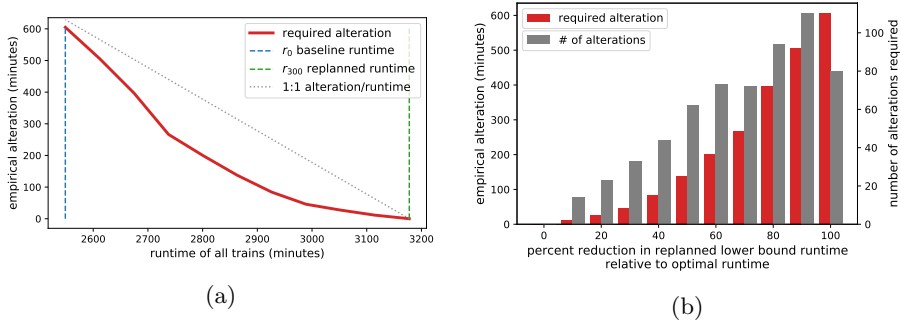 600
500
400
300
200
100
0
empirical alteration (minutes)
required alteration
r0 baseline runtime
r300 replanned runtime
1:1 alteration/runtime
2600 2700 2800 2900 3000 3100 3200
runtime of all trains (minutes)
(a)
600
500
400
300
200
100
0
empirical alteration (minutes)
required alteration
# of alterations
100
80
60
40
20
0
number of alterations required
0 20 40 60 80 100
percent reduction in replanned lower bound runtime
relative to optimal runtime
(b)